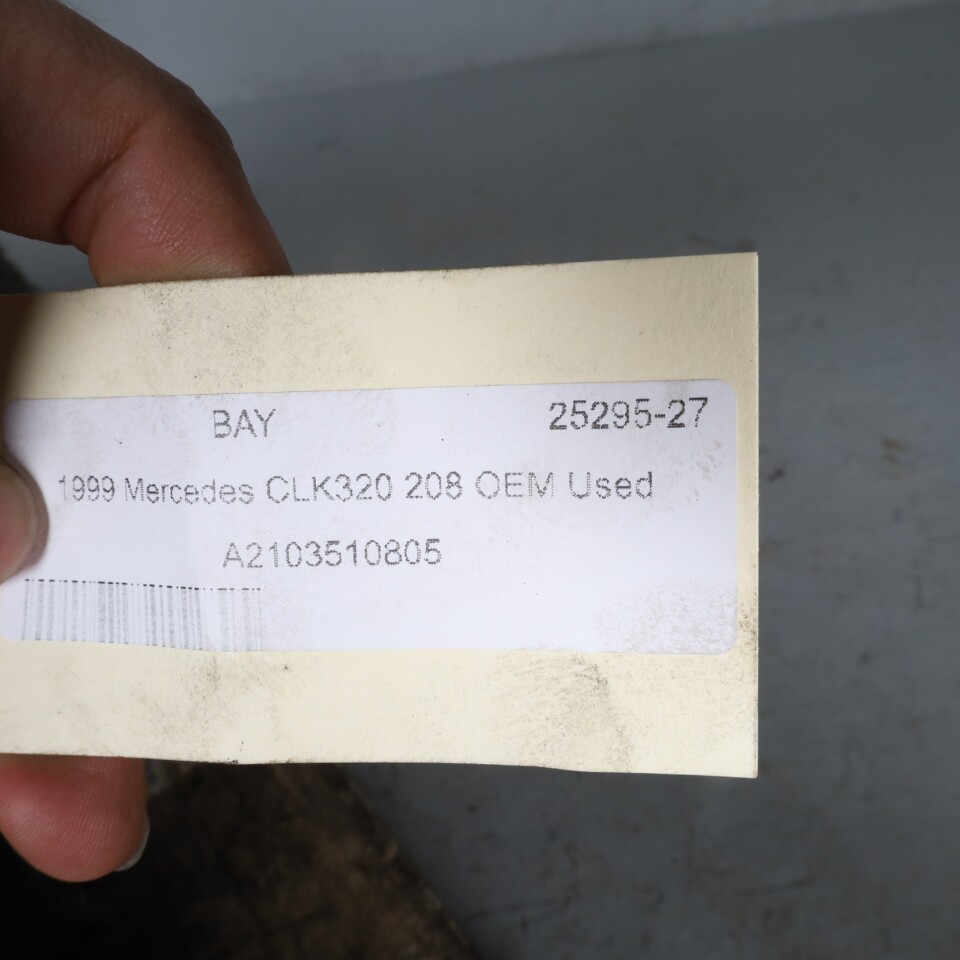 BAY 25295-27
1999 Mercedes CLK320 208 OEM Used
A2103510805